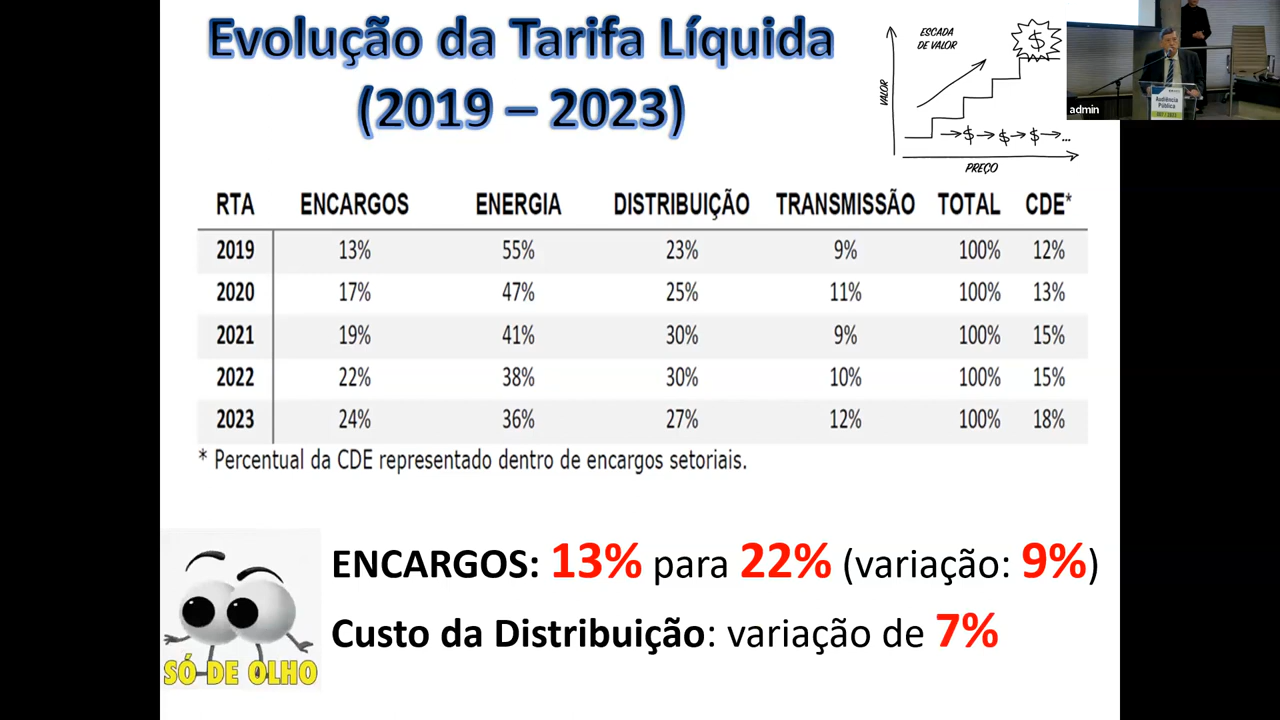 Evolução da Tarifa Líquida
(2019 – 2023)
ESCADA
DE VALOR
$
VALOR
$ $ $ ...
PREÇO
admin
Audiência
Pública
RTA ENCARGOS ENERGIA DISTRIBUIÇÃO TRANSMISSÃO TOTAL CDE*
2019 13% 55% 23% 9% 100% 12%
2020 17% 47% 25% 11% 100% 13%
2021 19% 41% 30% 9% 100% 15%
2022 22% 38% 30% 10% 100% 15%
2023 24% 36% 27% 12% 100% 18%
* Percentual da CDE representado dentro de encargos setoriais.
ENCARGOS: 13% para 22% (variação: 9%)
Custo da Distribuição: variação de 7%
SÓ DE OLHO